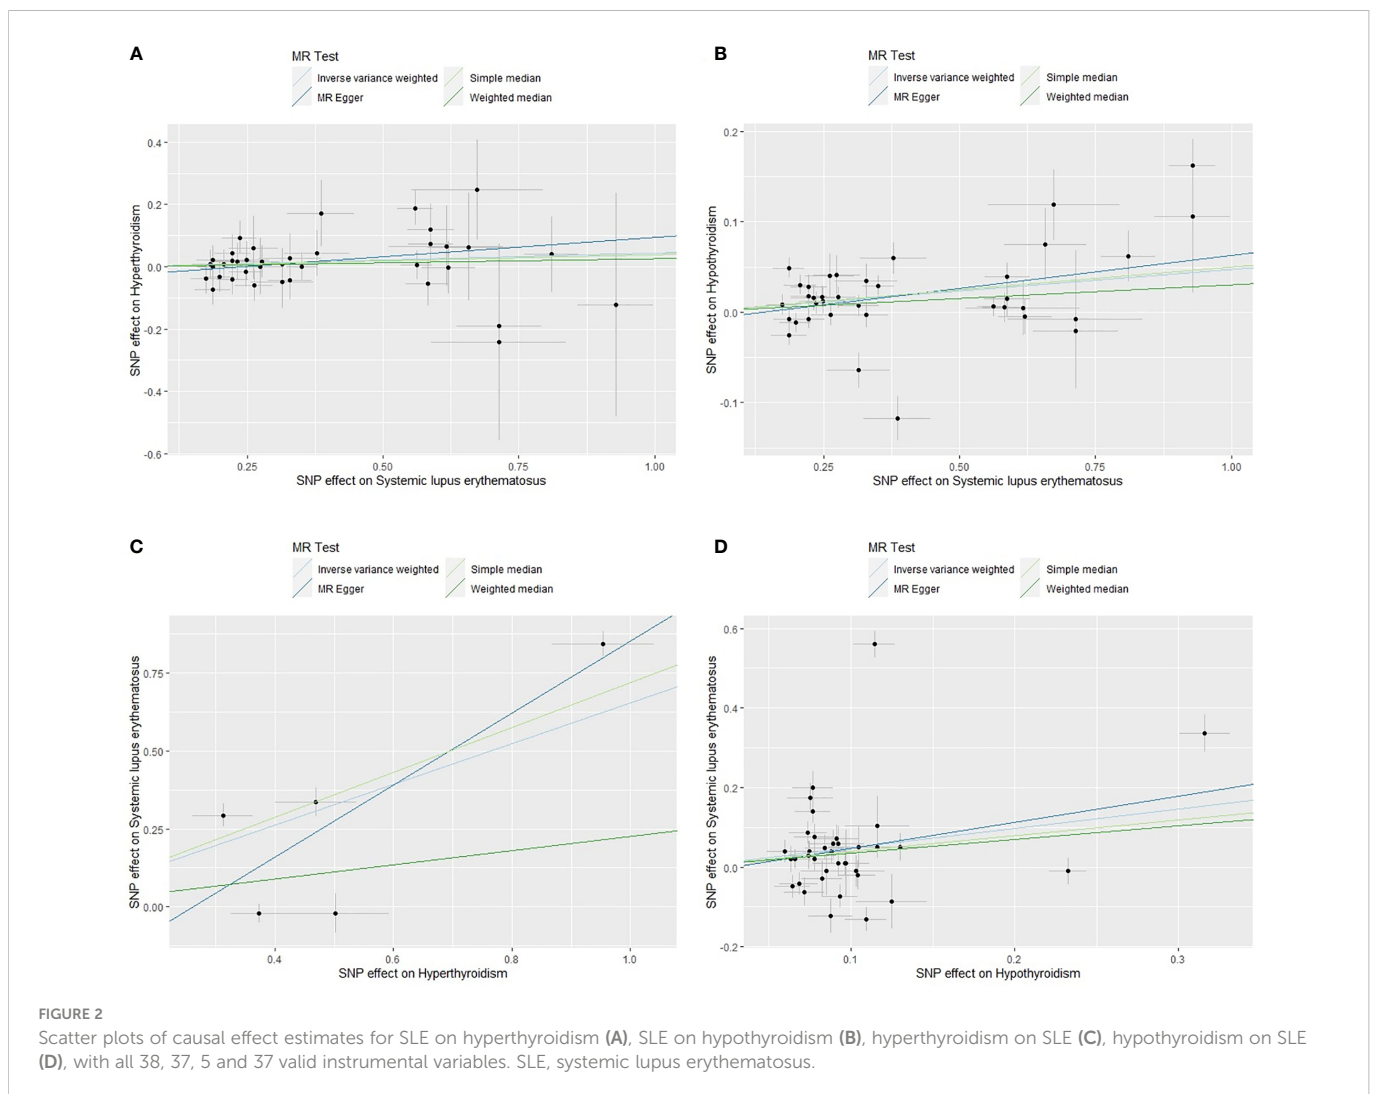 A
MR Test
Inverse variance weighted
Simple median
MR Egger
Weighted median
SNP effect on Hyperthyroidism
0.4
0.2
0.0
-0.2
-0.4
-0.6
0.25 0.50 0.75 1.00
SNP effect on Systemic lupus erythematosus
B
MR Test
Inverse variance weighted
Simple median
MR Egger
Weighted median
SNP effect on Hypothyroidism
0.2
0.1
0.0
-0.1
0.25 0.50 0.75 1.00
SNP effect on Systemic lupus erythematosus
C
MR Test
Inverse variance weighted
Simple median
MR Egger
Weighted median
SNP effect on Systemic lupus erythematosus
0.75
0.50
0.25
0.00
0.4 0.6 0.8 1.0
SNP effect on Hyperthyroidism
D
MR Test
Inverse variance weighted
Simple median
MR Egger
Weighted median
SNP effect on Systemic lupus erythematosus
0.6
0.4
0.2
0.0
-0.2
0.1 0.2 0.3
SNP effect on Hypothyroidism
FIGURE 2
Scatter plots of causal effect estimates for SLE on hyperthyroidism (A), SLE on hypothyroidism (B), hyperthyroidism on SLE (C), hypothyroidism on SLE
(D), with all 38, 37, 5 and 37 valid instrumental variables. SLE, systemic lupus erythematosus.